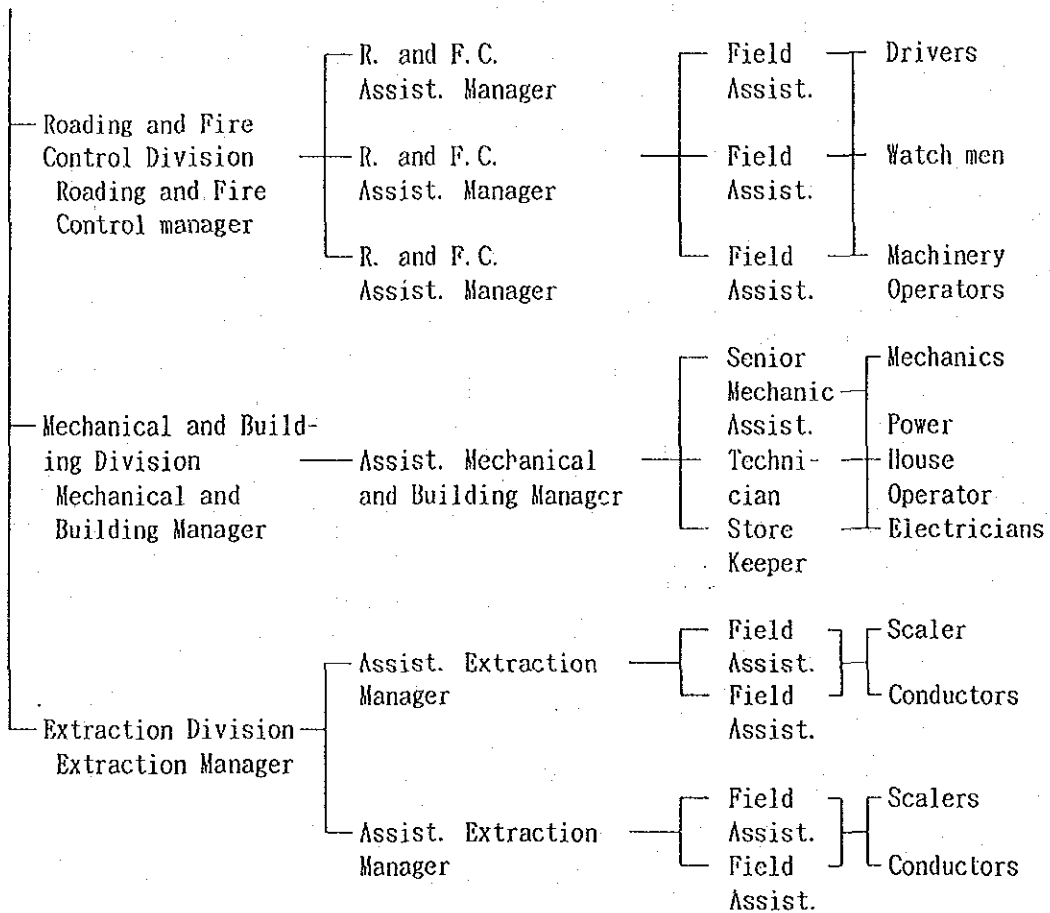 R. and F.C.
Assist. Manager
Field
Assist.
Drivers
Roading and Fire
Control Division
Roading and Fire
Control manager
R. and F.C.
Assist. Manager
Field
Assist.
Watch men
R. and F.C.
Assist. Manager
Field
Assist.
Machinery
Operators
Mechanical and Build-
ing Division
Mechanical and
Building Manager
Assist. Mechanical
and Building Manager
Senior
Mechanic
Assist.
Techni-
cian
Store
Keeper
Mechanics
Power
House
Operator
Electricians
Extraction Division
Extraction Manager
Assist. Extraction
Manager
Field
Assist.
Field
Assist.
Scaler
Conductors
Assist. Extraction
Manager
Field
Assist.
Field
Assist.
Scalers
Conductors